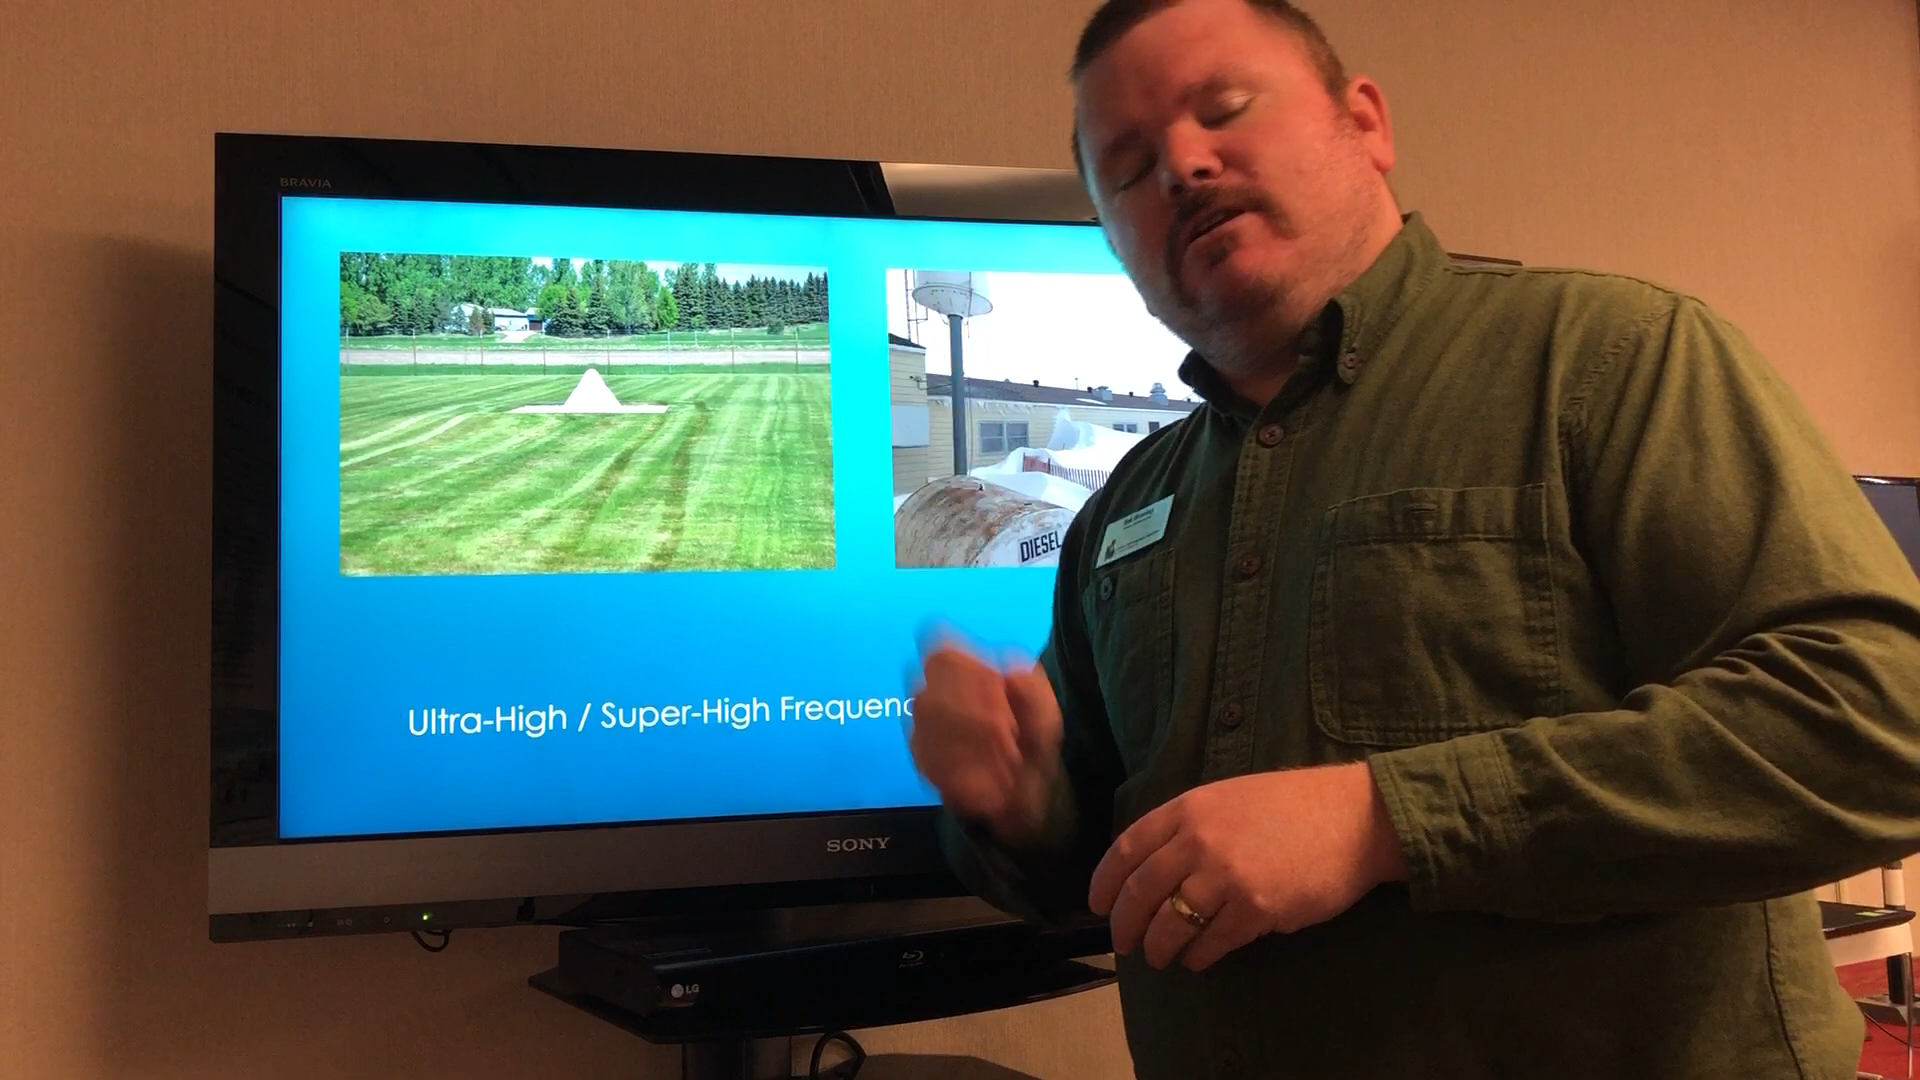 BRAVIA
DIESEL
Ultra-High / Super-High Frequenc
SONY
LG